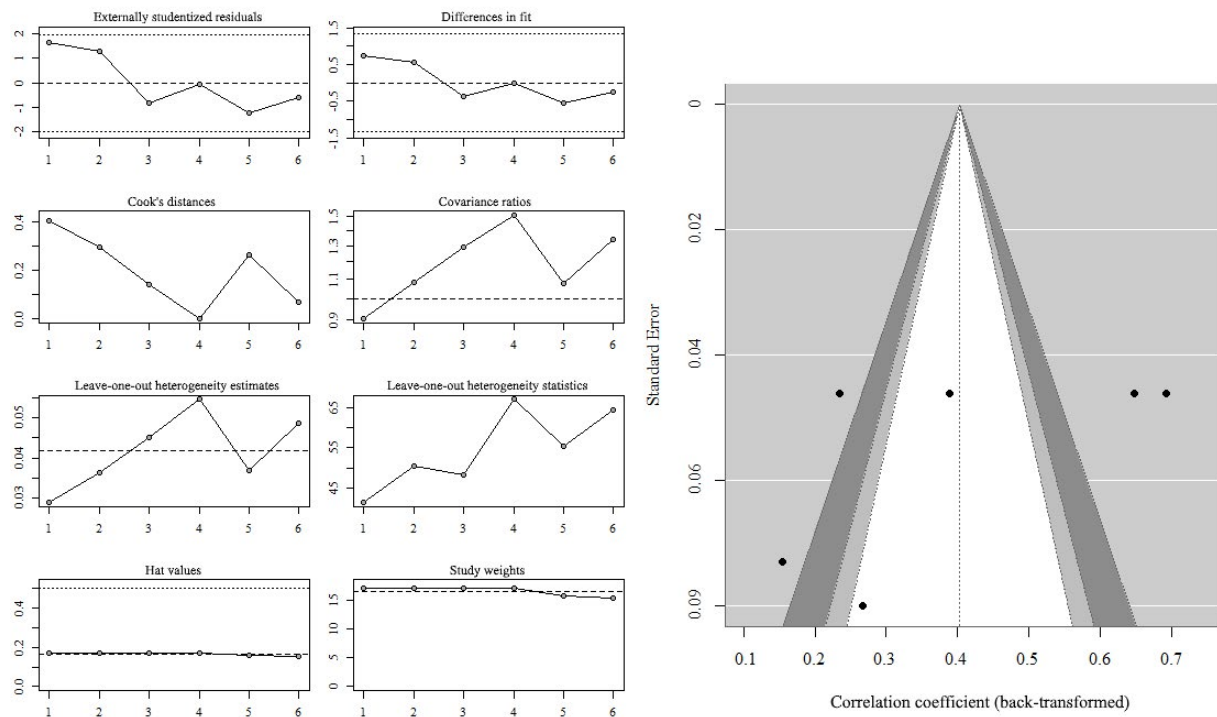 Externally studentized residuals
2
1
0
-1
-2
1 2 3 4 5 6
Differences in fit
1.5
0.5
-0.5
-1.5
1 2 3 4 5 6
Cook's distances
0.4
0.2
0.0
1 2 3 4 5 6
Covariance ratios
1.5
1.3
1.1
0.9
1 2 3 4 5 6
Leave-one-out heterogeneity estimates
0.05
0.04
0.03
1 2 3 4 5 6
Leave-one-out heterogeneity statistics
65
55
45
1 2 3 4 5 6
Hat values
0.4
0.2
0.0
1 2 3 4 5 6
Study weights
15
10
5
0
1 2 3 4 5 6
Standard Error
0
0.02
0.04
0.06
0.09
0.1 0.2 0.3 0.4 0.5 0.6 0.7
Correlation coefficient (back-transformed)